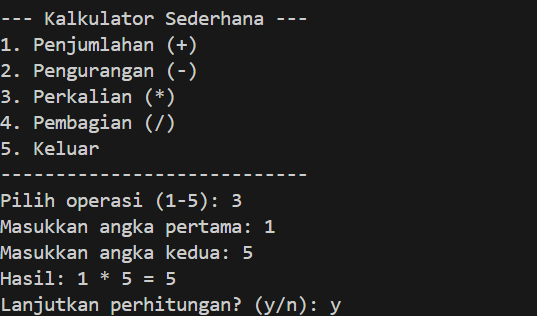 --- Kalkulator Sederhana ---
1. Penjumlahan (+)
2. Pengurangan (-)
3. Perkalian (*)
4. Pembagian (/)
5. Keluar
----------------------------
Pilih operasi (1-5): 3
Masukkan angka pertama: 1
Masukkan angka kedua: 5
Hasil: 1 * 5 = 5
Lanjutkan perhitungan? (y/n): y